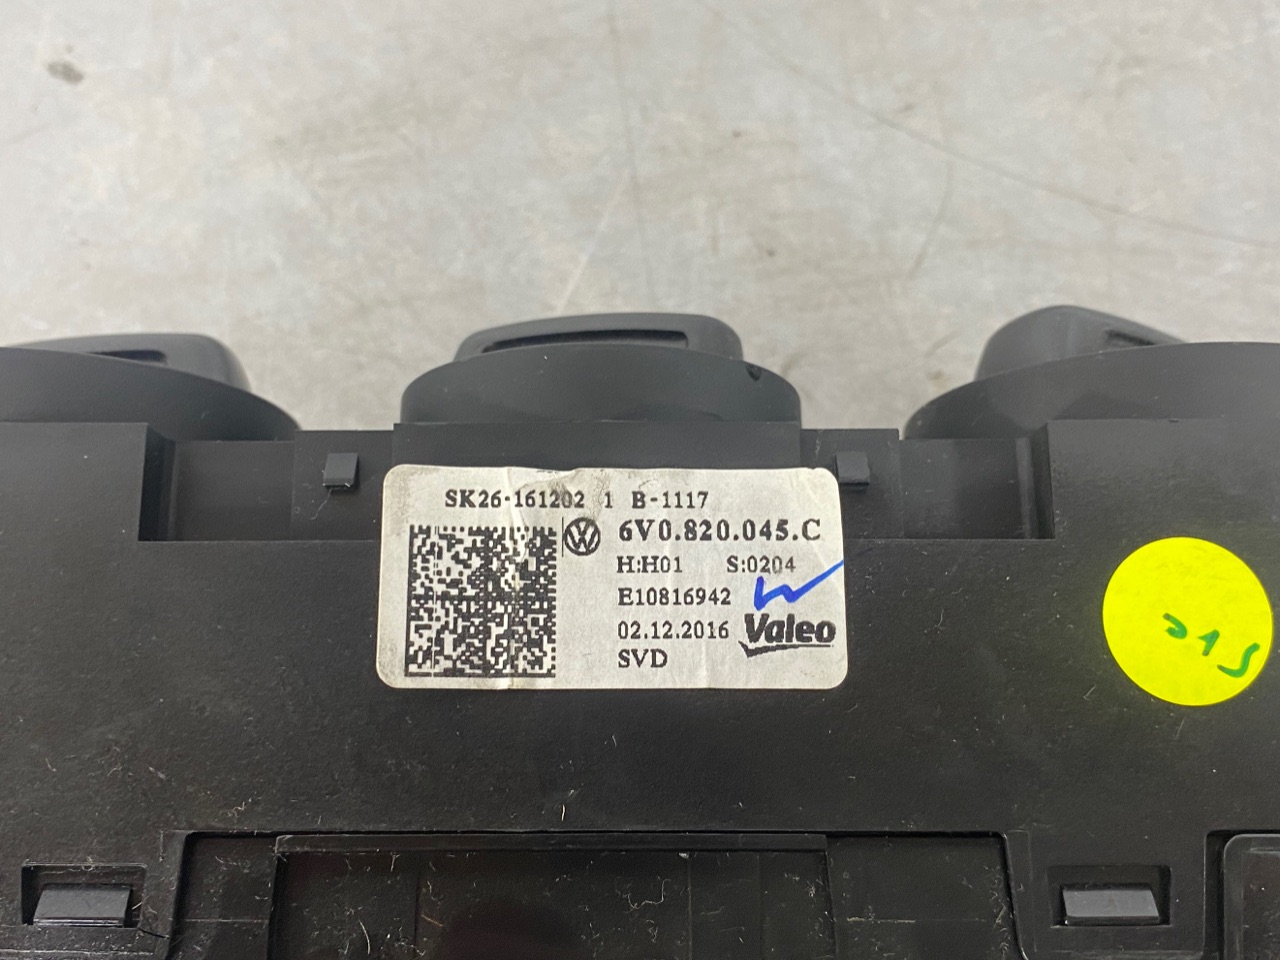 SK26-161202 1 B-1117
6V0.820.045.C
H:H01 S:0204
E10816942
02.12.2016 Valeo
SVD